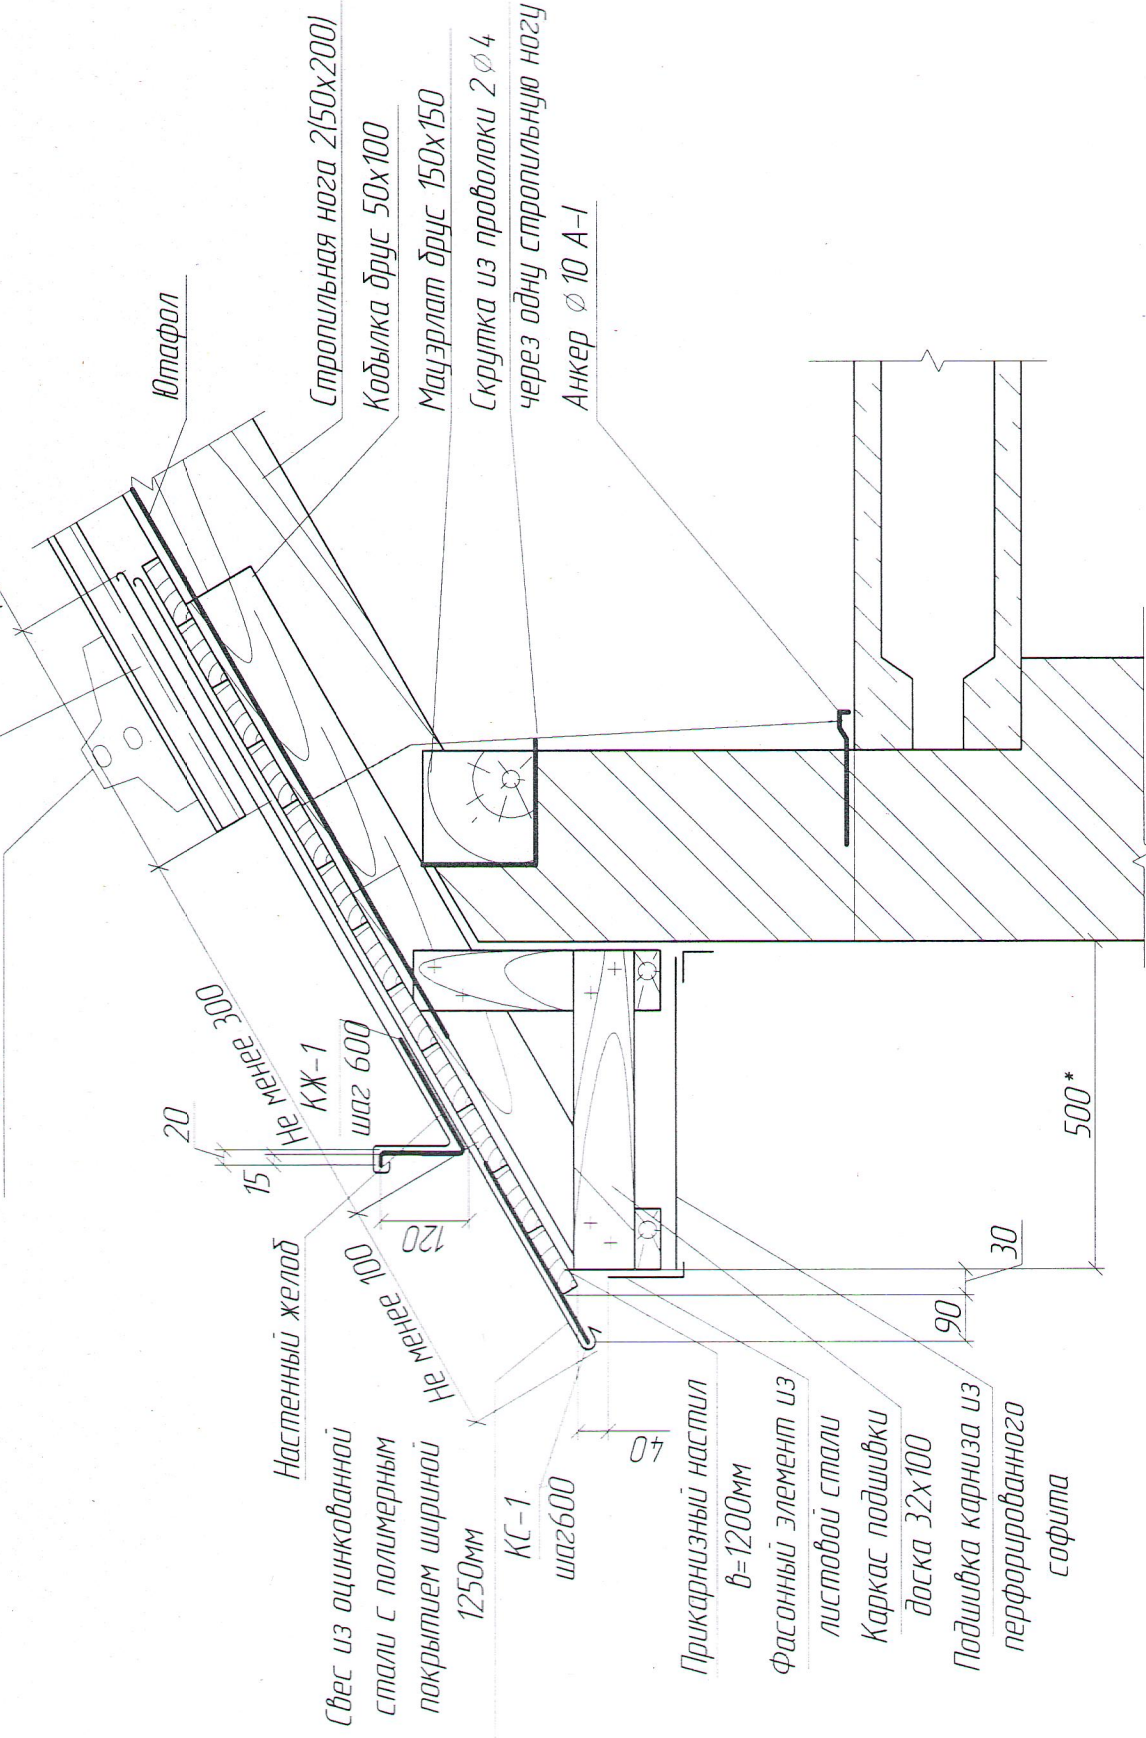 Ютафол
Стропильная нога 2(50х200)
Кобылка брус 50х100
Мауэрлат брус 150х150
Скрутка из проволоки 2 ∅ 4
через одну стропильную ногу
Анкер ∅ 10 А-I
Не менее 300
КЖ-1
шаг 600
20
15
120
Не менее 100
Настенный желоб
Свес из оцинкованной
стали с полимерным
покрытием шириной
1250мм
КС-1.
шаг600
40
500*
30
90
Прикарнизный настил
в=1200мм
Фасонный элемент из
листовой стали
Каркас подшивки
доска 32х100
Подшивка карниза из
перфорированного
софита